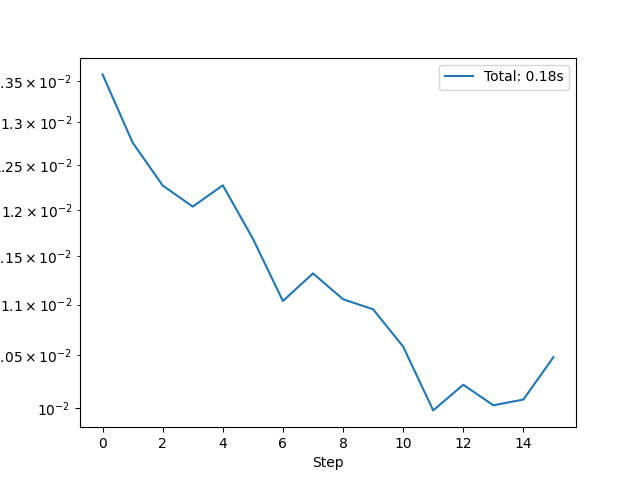 Total: 0.18s
.35 × 10⁻²
1.3 × 10⁻²
.25 × 10⁻²
1.2 × 10⁻²
.15 × 10⁻²
1.1 × 10⁻²
.05 × 10⁻²
10⁻²
0 2 4 6 8 10 12 14
Step